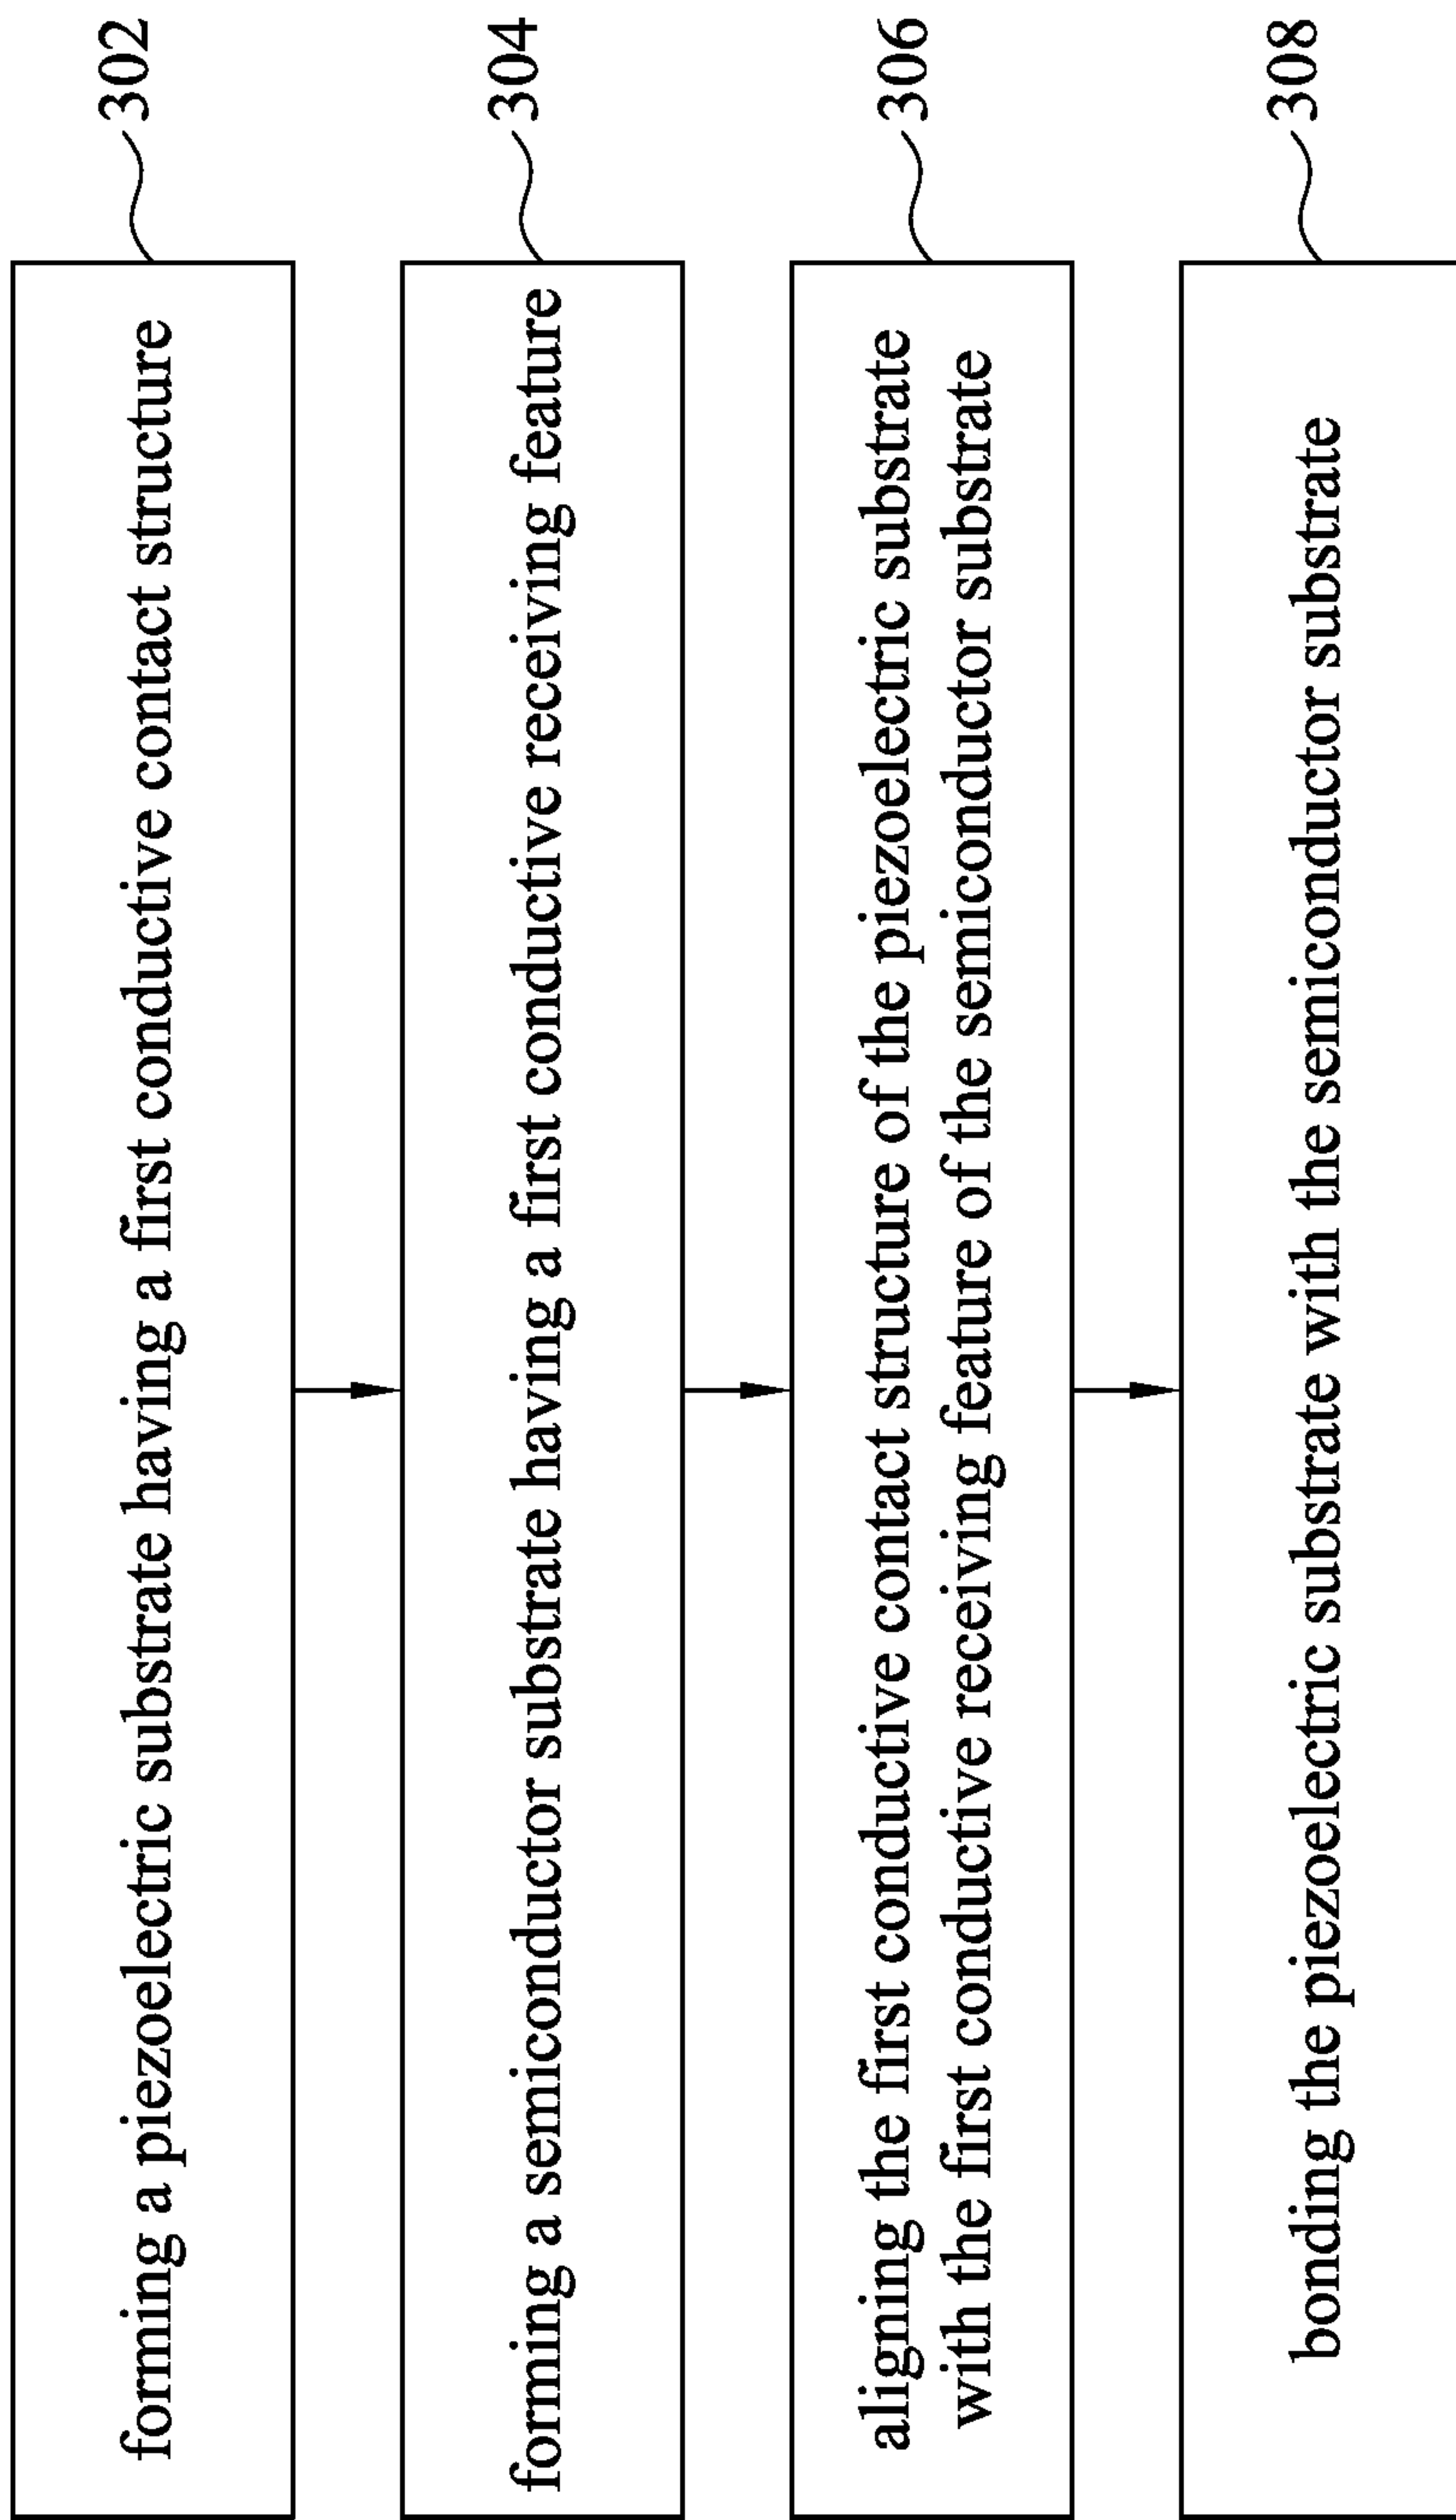 forming a piezoelectric substrate having a first conductive contact structure
302
forming a semiconductor substrate having a first conductive receiving feature
304
aligning the first conductive contact structure of the piezoelectric substrate
with the first conductive receiving feature of the semiconductor substrate
306
bonding the piezoelectric substrate with the semiconductor substrate
308